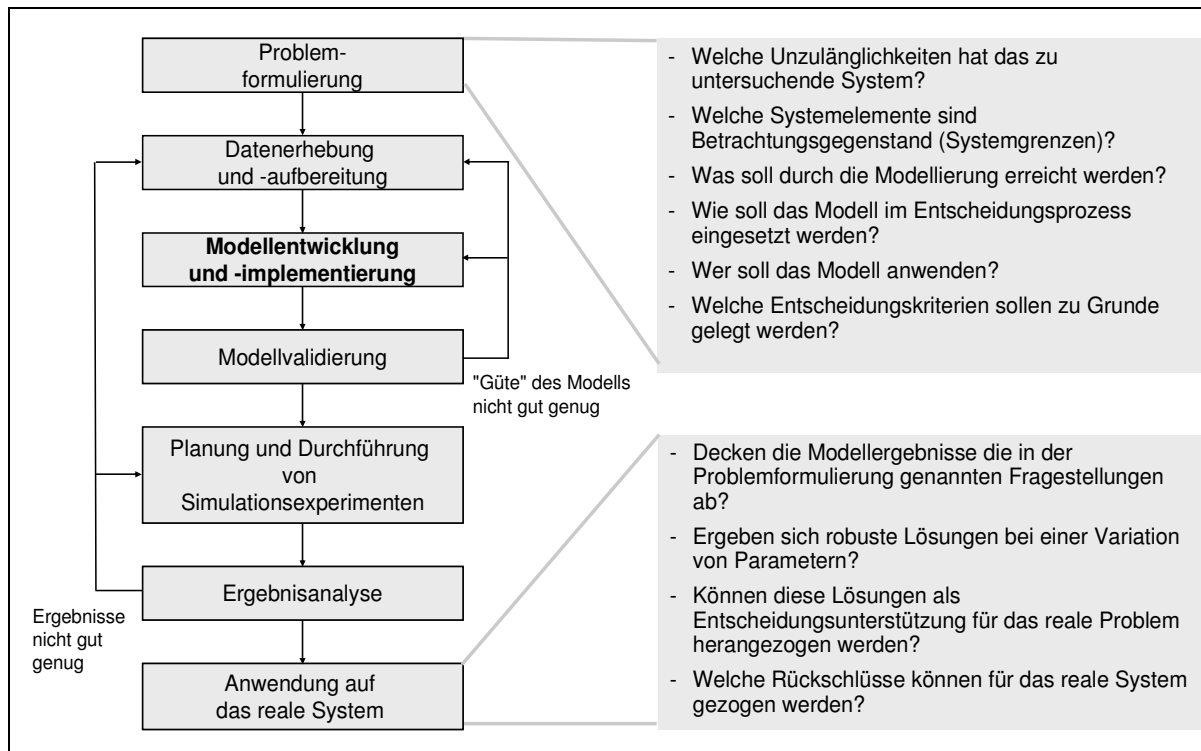 Problem-
formulierung
Datenerhebung
und -aufbereitung
Modellentwicklung
und -implementierung
Modellvalidierung
"Güte" des Modells
nicht gut genug
Planung und Durchführung
von
Simulationsexperimenten
Ergebnisanalyse
Ergebnisse
nicht gut
genug
Anwendung auf
das reale System
- Welche Unzulänglichkeiten hat das zu
untersuchende System?
- Welche Systemelemente sind
Betrachtungsgegenstand (Systemgrenzen)?
- Was soll durch die Modellierung erreicht werden?
- Wie soll das Modell im Entscheidungsprozess
eingesetzt werden?
- Wer soll das Modell anwenden?
- Welche Entscheidungskriterien sollen zu Grunde
gelegt werden?
- Decken die Modellergebnisse die in der
Problemformulierung genannten Fragestellungen
ab?
- Ergeben sich robuste Lösungen bei einer Variation
von Parametern?
- Können diese Lösungen als
Entscheidungsunterstützung für das reale Problem
herangezogen werden?
- Welche Rückschlüsse können für das reale System
gezogen werden?